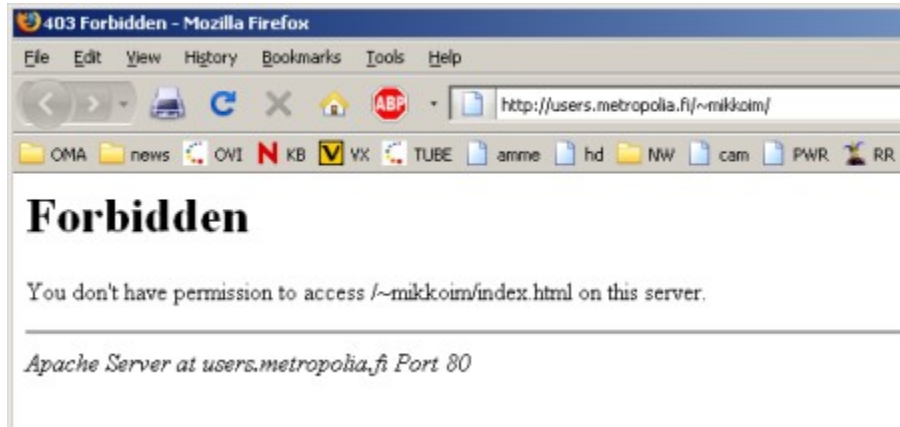 403 Forbidden - Mozilla Firefox
File Edit View History Bookmarks Tools Help
ABP http://users.metropolia.fi/~mikkoim/
OMA news OVI N KB V VX TUBE amme hd NW cam PWR RR
Forbidden
You don't have permission to access /~mikkoim/index.html on this server.
Apache Server at users.metropolia.fi Port 80